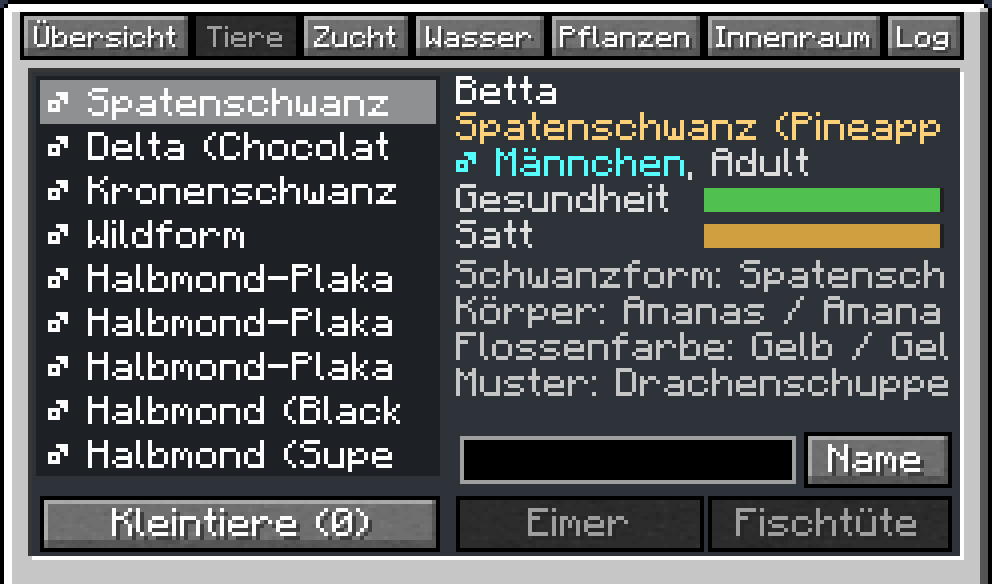 Übersicht Tiere Zucht Wasser Pflanzen Innenraum Log
♂ Spatenschwanz
♂ Delta (Chocolat
♂ Kronenschwanz
♂ Wildform
♂ Halbmond-Plaka
♂ Halbmond-Plaka
♂ Halbmond-Plaka
♂ Halbmond (Black
♂ Halbmond (Supe
Kleintiere (0)
Betta
Spatenschwanz (Pineapp
♂ Männchen, Adult
Gesundheit
Satt
Schwanzform: Spatensch
Körper: Ananas / Anana
Flossenfarbe: Gelb / Gel
Muster: Drachenschuppe
Name
Eimer Fischtüte